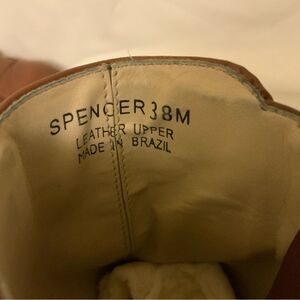 SPENCER 38M
LEATHER UPPER
MADE IN BRAZIL